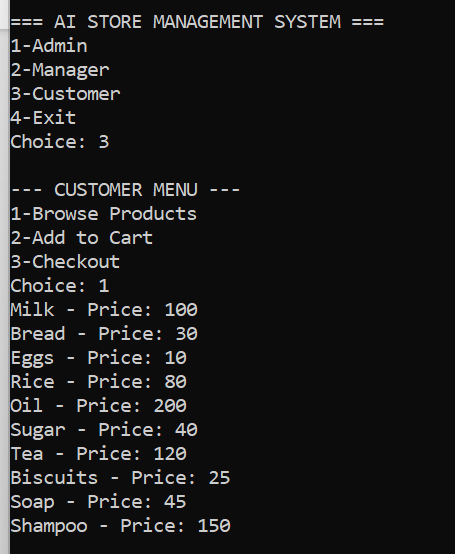 === AI STORE MANAGEMENT SYSTEM ===
1-Admin
2-Manager
3-Customer
4-Exit
Choice: 3
--- CUSTOMER MENU ---
1-Browse Products
2-Add to Cart
3-Checkout
Choice: 1
Milk - Price: 100
Bread - Price: 30
Eggs - Price: 10
Rice - Price: 80
Oil - Price: 200
Sugar - Price: 40
Tea - Price: 120
Biscuits - Price: 25
Soap - Price: 45
Shampoo - Price: 150